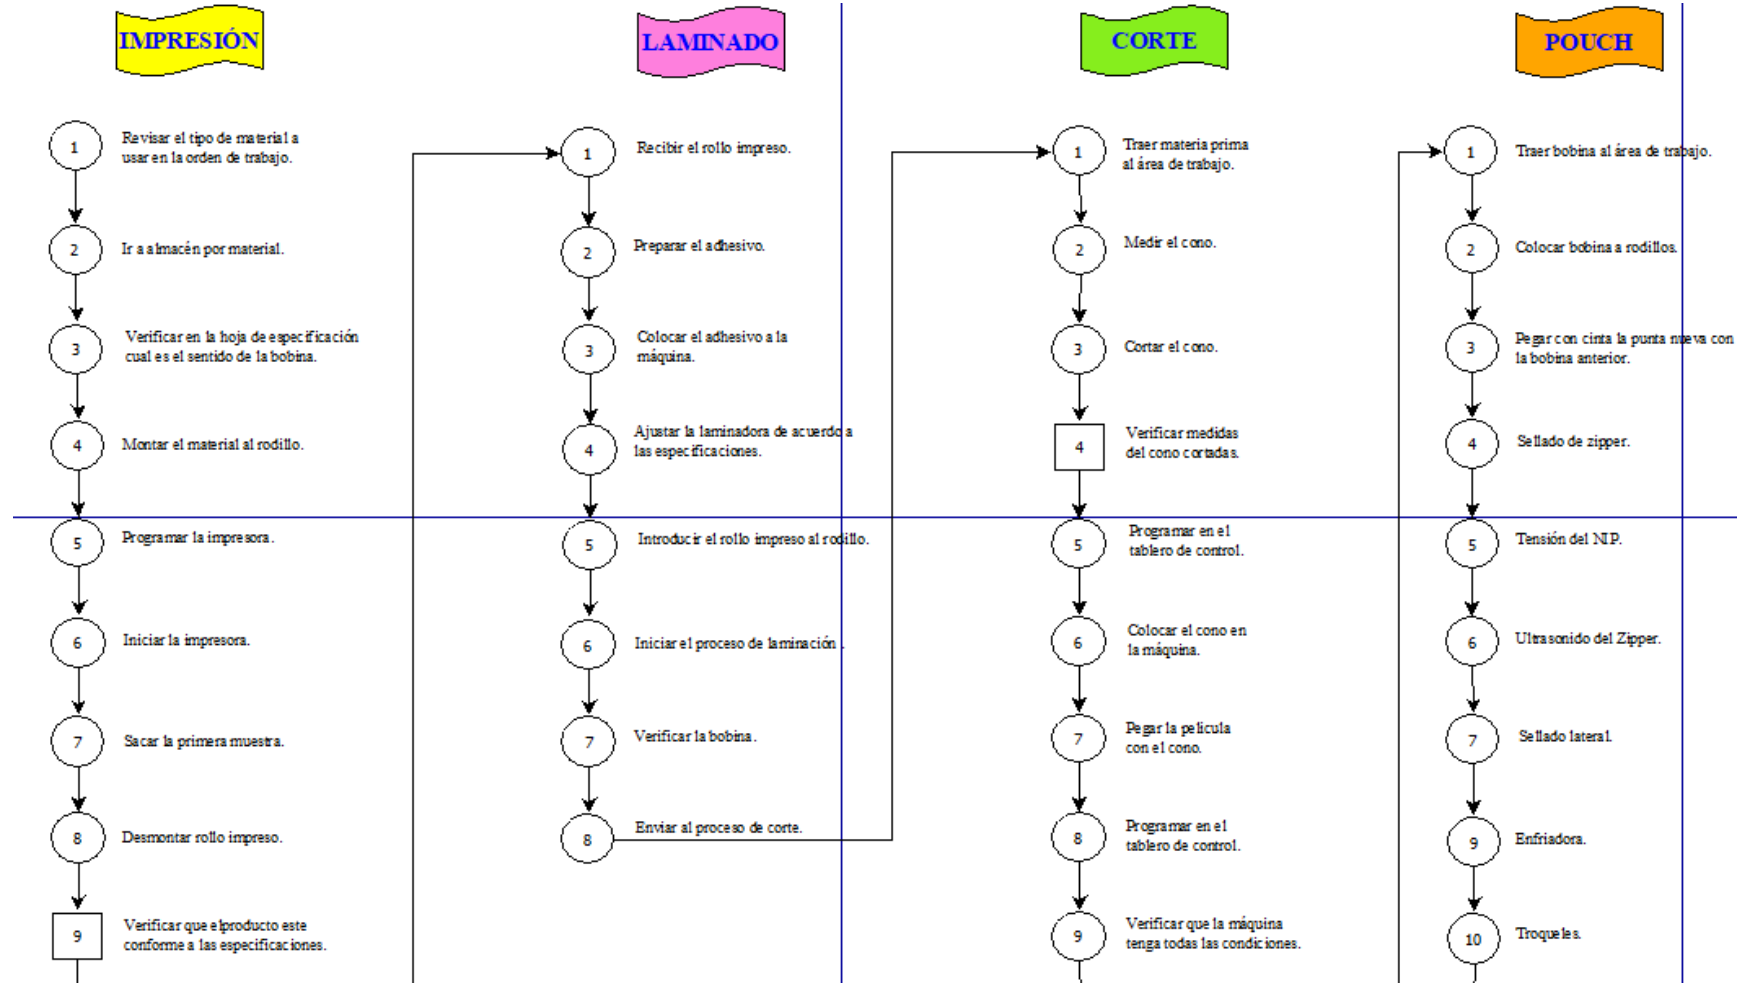 IMPRESIÓN
1
Revisar el tipo de material a
usar en la orden de trabajo.
2
Ir a almacén por material.
3
Verificar en la hoja de especificación
cual es el sentido de la bobina.
4
Montar el material al rodillo.
5
Programar la impresora.
6
Iniciar la impresora.
7
Sacar la primera muestra.
8
Desmontar rollo impreso.
9
Verificar que elproducto este
conforme a las especificaciones.
LAMINADO
1
Recibir el rollo impreso.
2
Preparar el adhesivo.
3
Colocar el adhesivo a la
máquina.
4
Ajustar la laminadora de acuerdo a
las especificaciones.
5
Introducir el rollo impreso al rodillo.
6
Iniciar el proceso de laminación .
7
Verificar la bobina.
8
Enviar al proceso de corte.
CORTE
1
Traer materia prima
al área de trabajo.
2
Medir el cono.
3
Cortar el cono.
4
Verificar medidas
del cono cortadas.
5
Programar en el
tablero de control.
6
Colocar el cono en
la máquina.
7
Pegar la pelicula
con el cono.
8
Programar en el
tablero de control.
9
Verificar que la máquina
tenga todas las condiciones.
POUCH
1
Traer bobina al área de trabajo.
2
Colocar bobina a rodillos.
3
Pegar con cinta la punta nueva con
la bobina anterior.
4
Sellado de zipper.
5
Tensión del NIP.
6
Ultrasonido del Zipper.
7
Sellado lateral.
9
Enfriadora.
10
Troqueles.